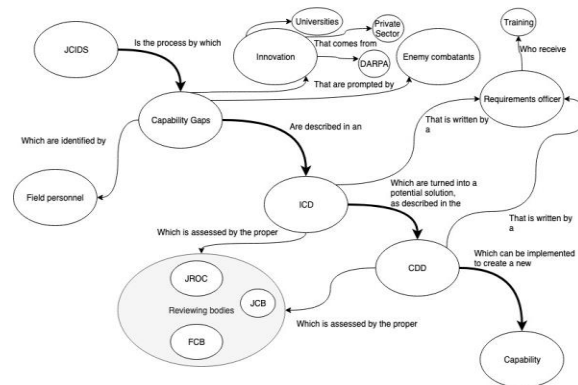 Universities
Private
Sector
Training
JCIDS
Is the process by which
Innovation
That comes from
DARPA
Enemy combatants
Who receive
That are prompted by
Requirements officer
Capability Gaps
Are described in an
That is written by
a
Which are identified by
Field personnel
ICD
Which are turned into a
potential solution,
as described in the
That is written by
a
Which is assessed by the proper
CDD
Which can be implemented
to create a new
JROC
JCB
Reviewing bodies
Which is assessed by the proper
FCB
Capability